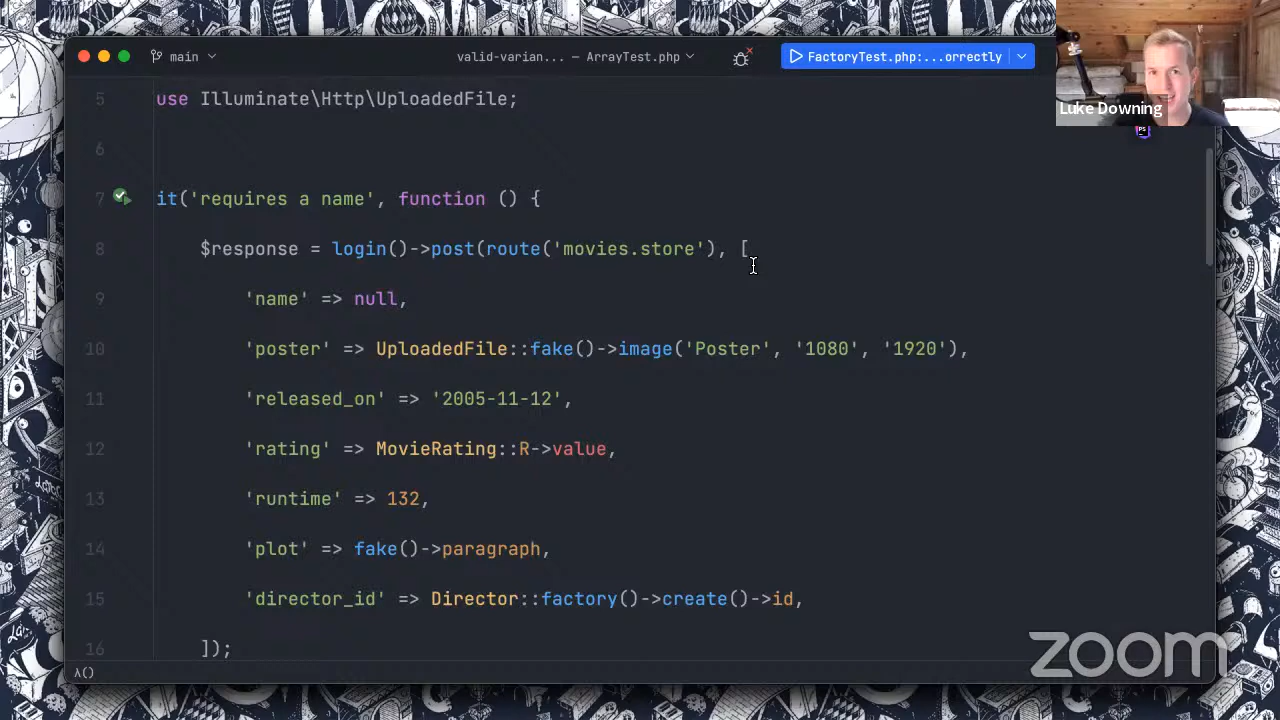 main
valid-varian... — ArrayTest.php
FactoryTest.php:...orrectly
Luke Downing
PS
5 use Illuminate\Http\UploadedFile;
6
7 it('requires a name', function () {
8 $response = login()->post(route('movies.store'), [
9 'name' => null,
10 'poster' => UploadedFile::fake()->image('Poster', '1080', '1920'),
11 'released_on' => '2005-11-12',
12 'rating' => MovieRating::R->value,
13 'runtime' => 132,
14 'plot' => fake()->paragraph,
15 'director_id' => Director::factory()->create()->id,
16 ]);
λ()
zoom